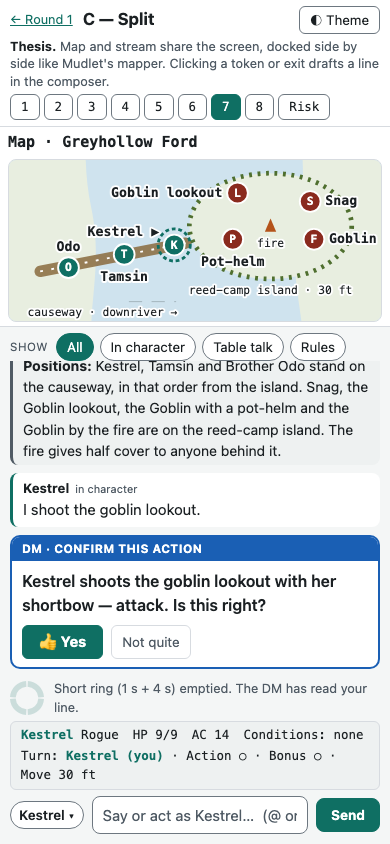 ← Round 1 C — Split ◐ Theme
Thesis. Map and stream share the screen, docked side by
side like Mudlet's mapper. Clicking a token or exit drafts a line
in the composer.
1 2 3 4 5 6 7 8 Risk
Map · Greyhollow Ford
Goblin lookout L
S Snag
Kestrel ▶ K
Odo
O
T
Tamsin
P
Pot-helm
fire
F Goblin
reed-camp island · 30 ft
causeway · downriver →
SHOW All In character Table talk Rules
Positions: Kestrel, Tamsin and Brother Odo stand on
the causeway, in that order from the island. Snag, the
Goblin lookout, the Goblin with a pot-helm and the
Goblin by the fire are on the reed-camp island. The
fire gives half cover to anyone behind it.
Kestrel in character
I shoot the goblin lookout.
DM · CONFIRM THIS ACTION
Kestrel shoots the goblin lookout with her
shortbow — attack. Is this right?
👍 Yes Not quite
Short ring (1 s + 4 s) emptied. The DM has read your
line.
Kestrel Rogue HP 9/9 AC 14 Conditions: none
Turn: Kestrel (you) · Action ○ · Bonus ○ ·
Move 30 ft
Kestrel ▾ Say or act as Kestrel… (@ or Send